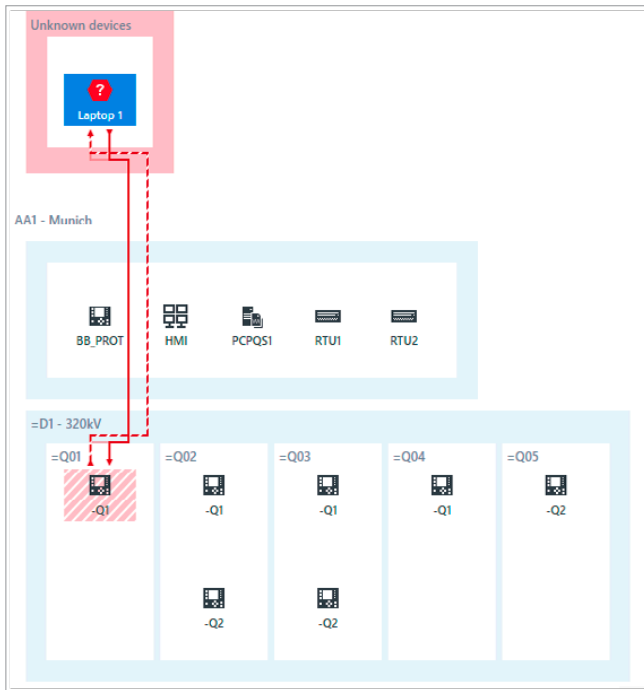 Unknown devices
?
Laptop 1
AA1 - Munich
BB_PROT HMI PCPQS1 RTU1 RTU2
=D1 - 320kV
=Q01 =Q02 =Q03 =Q04 =Q05
-Q1 -Q1 -Q1 -Q1 -Q2
-Q2 -Q2